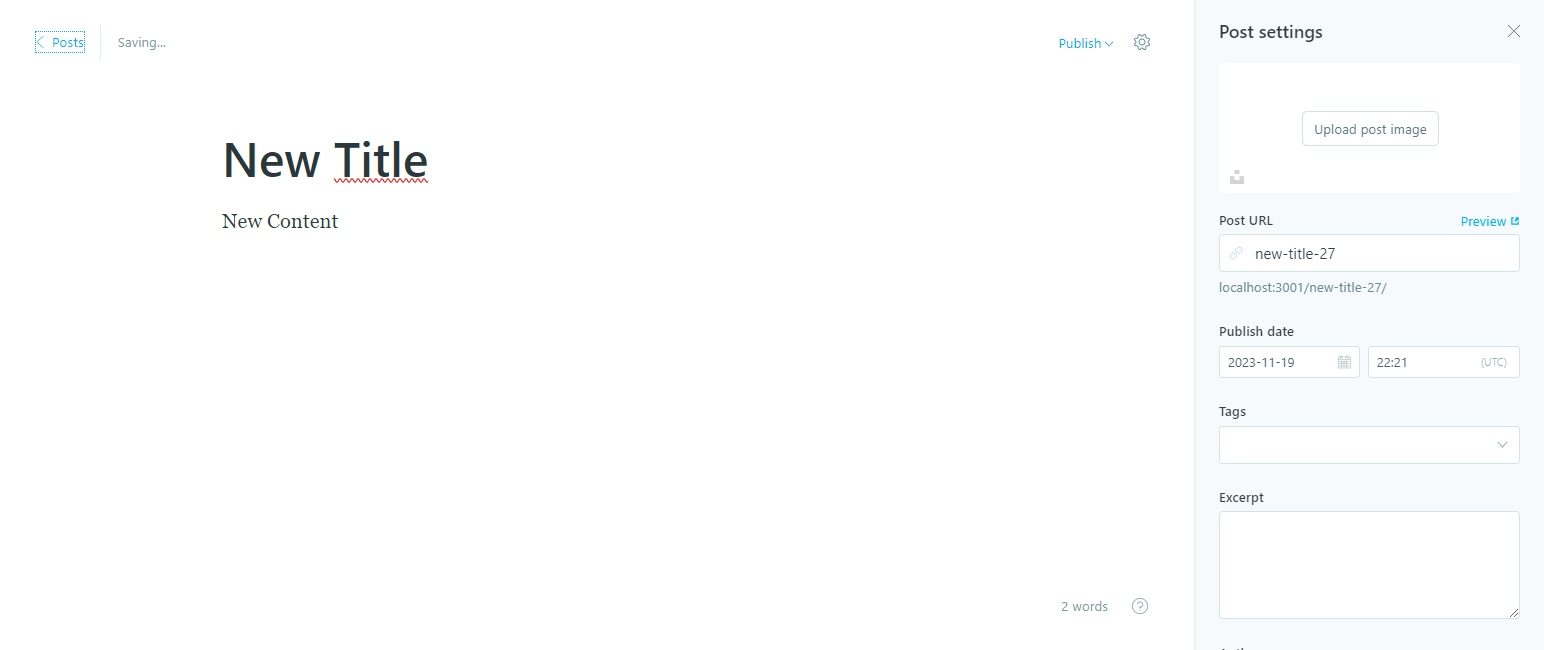 Posts
Saving...
Publish
New Title
New Content
2 words
?
Post settings
Upload post image
Post URL
Preview
new-title-27
localhost:3001/new-title-27/
Publish date
2023-11-19
22:21
(UTC)
Tags
Excerpt